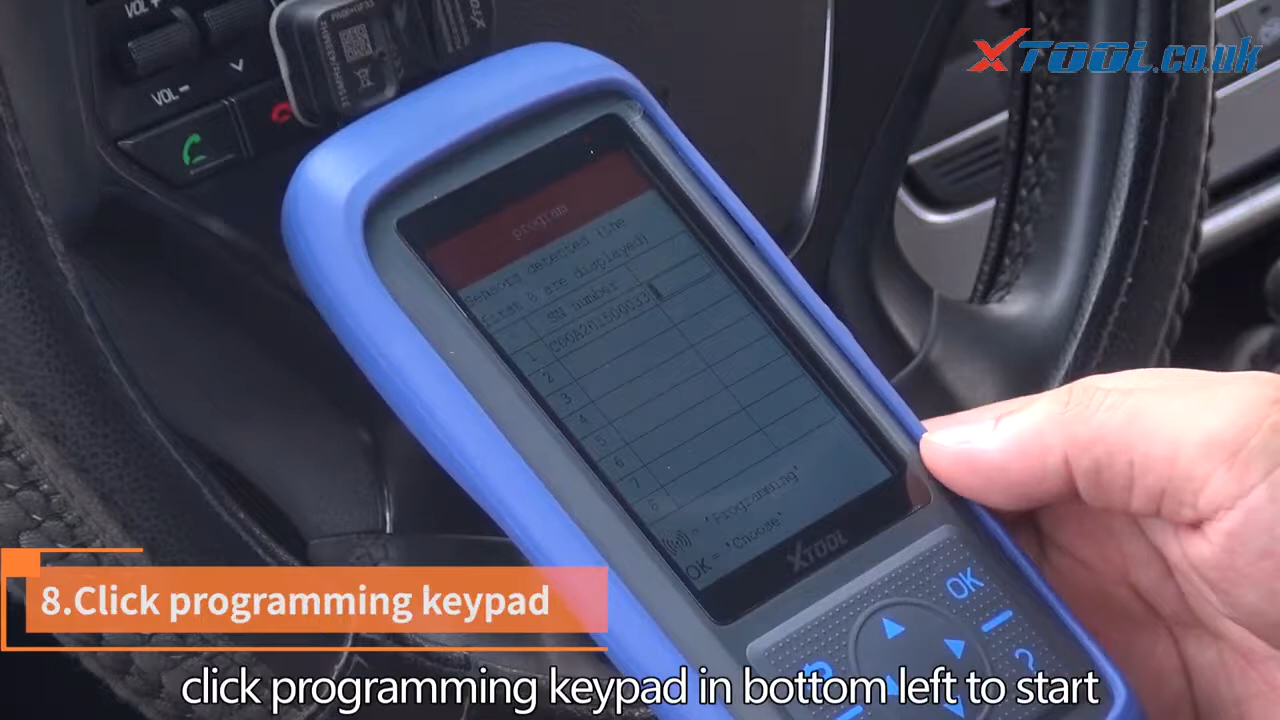 VOL+
VOL-
XTOOL
XTOOL.co.uk
program
Sensors detected (the
first 8 are displayed)
SN number
1
2
3
4
5
6
7
8
= 'Programming'
OK = 'Choose'
XTOOL
OK
?
8.Click programming keypad
click programming keypad in bottom left to start